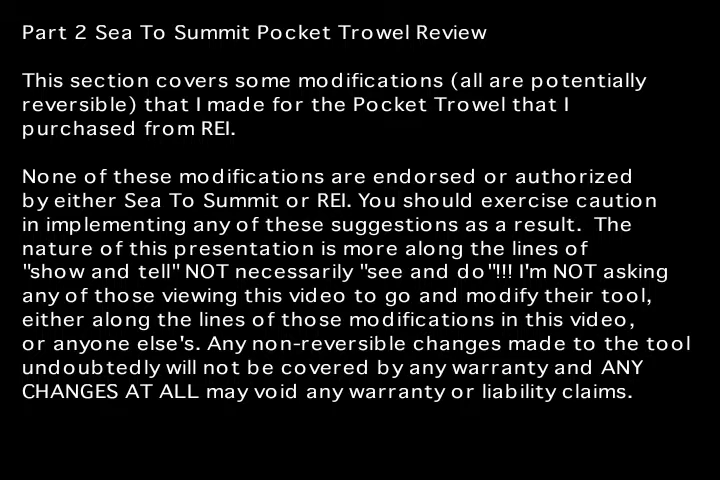 Part 2 Sea To Summit Pocket Trowel Review
This section covers some modifications (all are potentially
reversible) that I made for the Pocket Trowel that I
purchased from REI.
None of these modifications are endorsed or authorized
by either Sea To Summit or REI. You should exercise caution
in implementing any of these suggestions as a result.  The
nature of this presentation is more along the lines of
"show and tell" NOT necessarily "see and do"!!! I'm NOT asking
any of those viewing this video to go and modify their tool,
either along the lines of those modifications in this video,
or anyone else's. Any non-reversible changes made to the tool
undoubtedly will not be covered by any warranty and ANY
CHANGES AT ALL may void any warranty or liability claims.